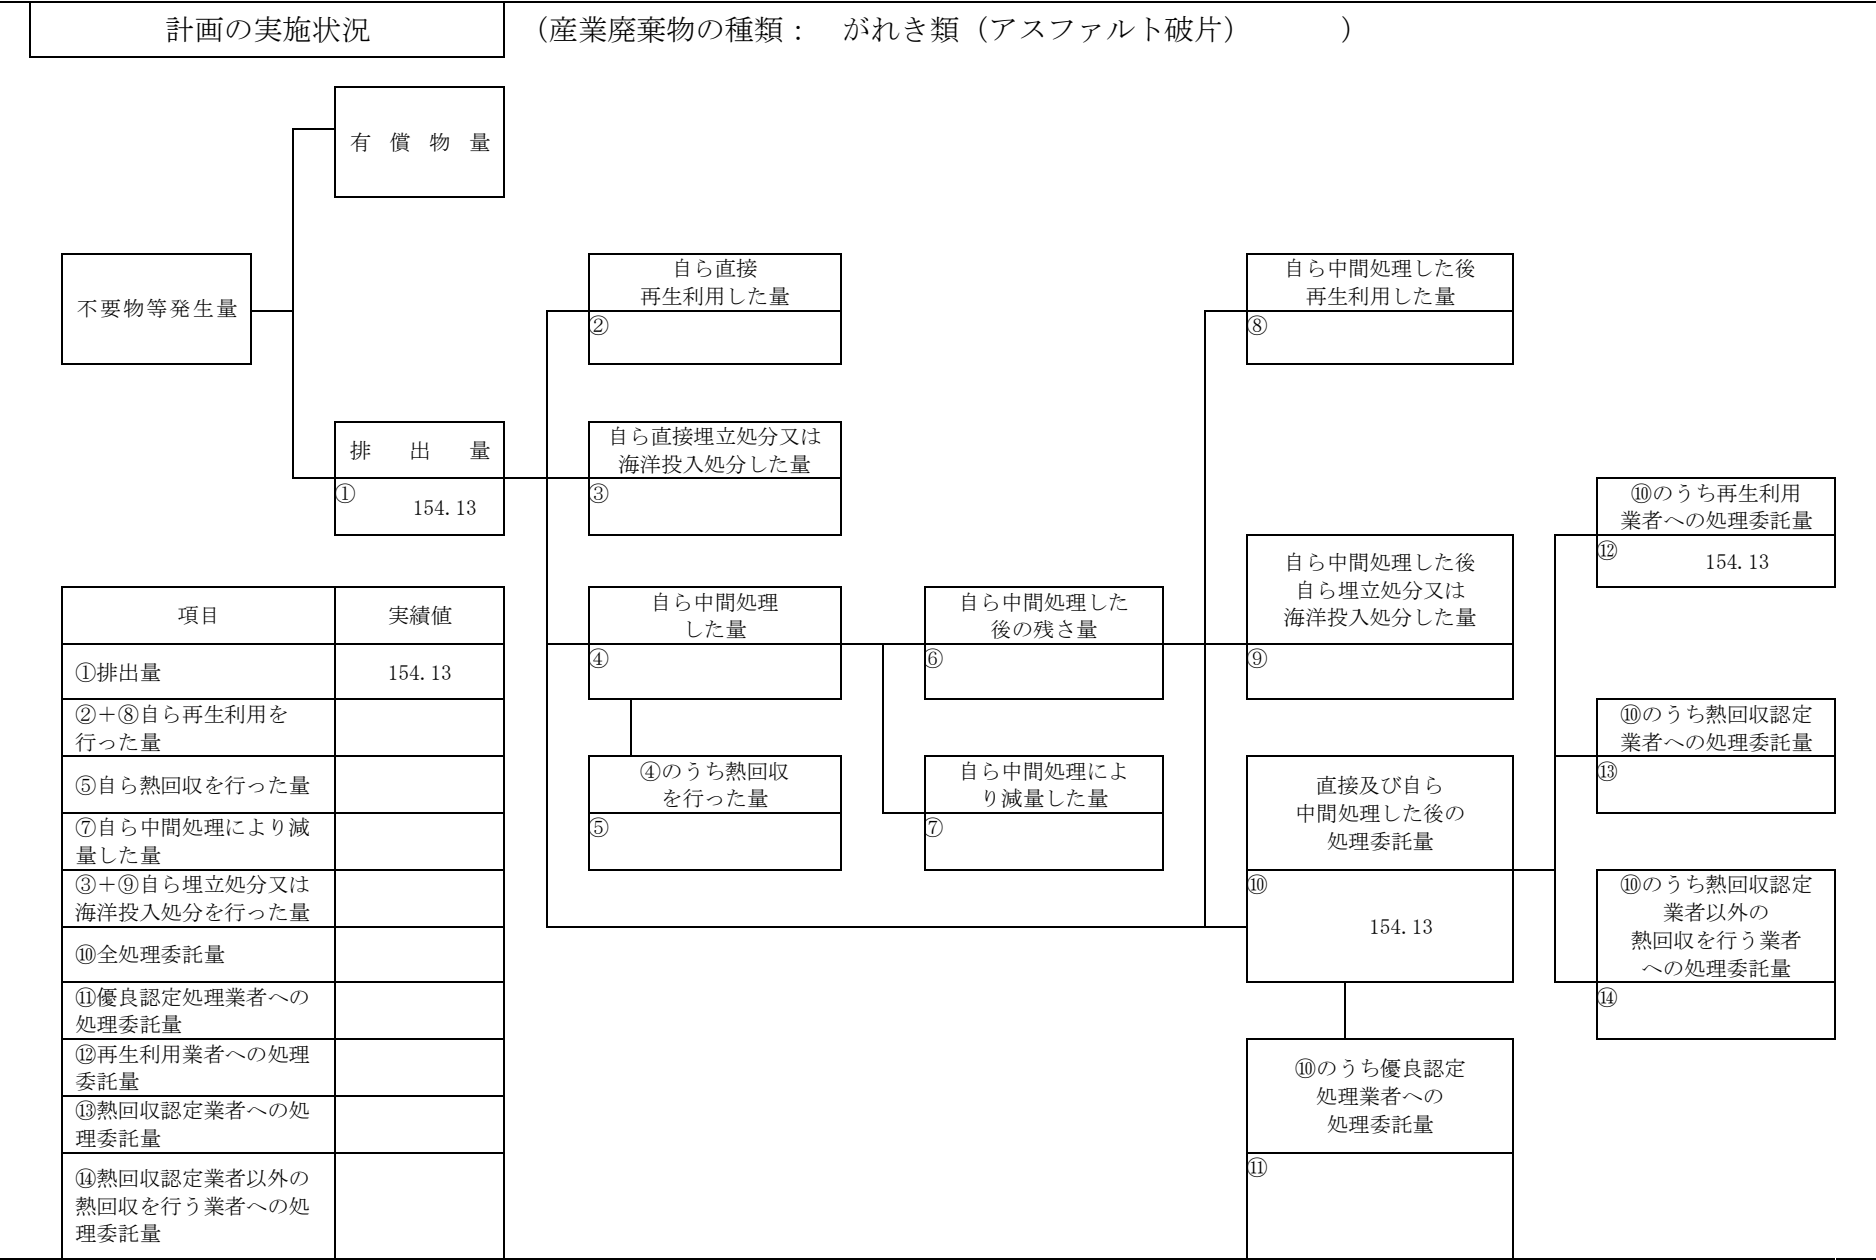 計画の実施状況
（産業廃棄物の種類：　がれき類（アスファルト破片）　　　）
有　償　物　量
不要物等発生量
排　出　量
①
154.13
自ら直接
再生利用した量
②
自ら直接埋立処分又は
海洋投入処分した量
③
自ら中間処理
した量
④
④のうち熱回収
を行った量
⑤
自ら中間処理した
後の残さ量
⑥
自ら中間処理によ
り減量した量
⑦
自ら中間処理した後
再生利用した量
⑧
自ら中間処理した後
自ら埋立処分又は
海洋投入処分した量
⑨
直接及び自ら
中間処理した後の
処理委託量
⑩
154.13
⑩のうち優良認定
処理業者への
処理委託量
⑪
⑩のうち再生利用
業者への処理委託量
⑫
154.13
⑩のうち熱回収認定
業者への処理委託量
⑬
⑩のうち熱回収認定
業者以外の
熱回収を行う業者
への処理委託量
⑭
項目
実績値
①排出量
154.13
②＋⑧自ら再生利用を
行った量
⑤自ら熱回収を行った量
⑦自ら中間処理により減
量した量
③＋⑨自ら埋立処分又は
海洋投入処分を行った量
⑩全処理委託量
⑪優良認定処理業者への
処理委託量
⑫再生利用業者への処理
委託量
⑬熱回収認定業者への処
理委託量
⑭熱回収認定業者以外の
熱回収を行う業者への処
理委託量